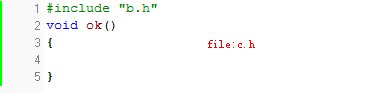 1 #include "b.h"
2 void ok()
3 { file:c.h
4
5 }